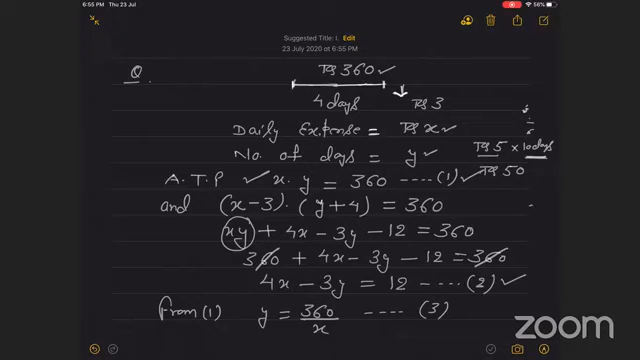 6:55 PM Thu 23 Jul
56%
Suggested Title: I. Edit
23 July 2020 at 6:55 PM
Q
Rs 360 ✓
4 days
Rs 3
Daily Expense = Rs x ✓
Rs 5 × 10 days
No. of days = y ✓
Rs 50
A.T.P ✓ x. y = 360 ---- (1) ✓
and (x-3) . (y+4) = 360
xy + 4x - 3y - 12 = 360
360 + 4x - 3y - 12 = 360
4x - 3y = 12 --- (2) ✓
From (1) y = 360/x ---- (3)
zoom